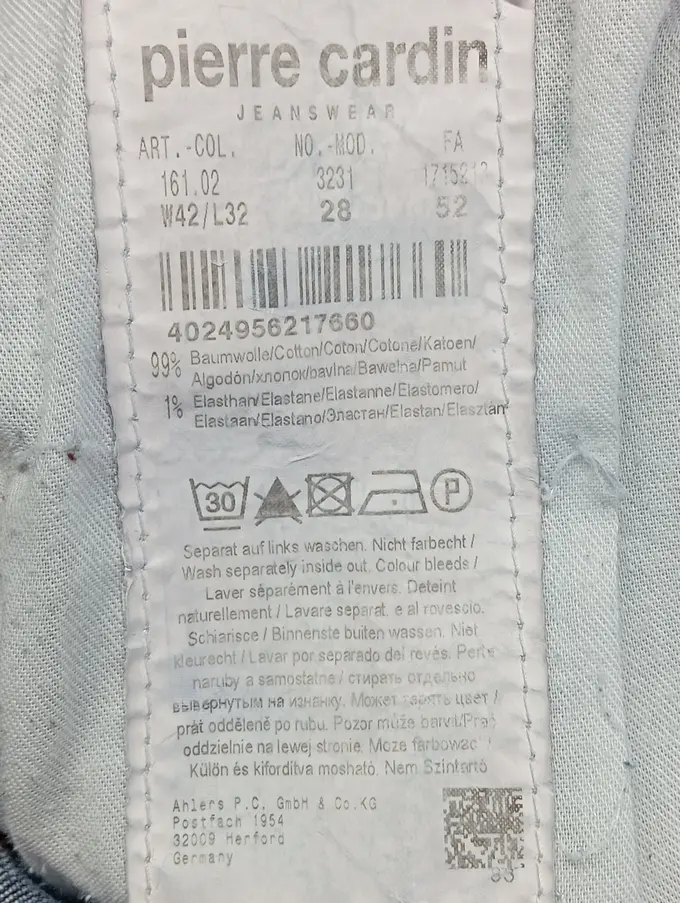 pierre cardin
JEANSWEAR
ART.-COL. NO.-MOD. FA
161.02 3231
W42/L32 28 52
4024956217660
99% Baumwolle/Cotton/Coton/Cotone/Katoen/
Algodón/хлопок/bavlna/Bawełna/Pamut
1% Elasthan/Elastane/Elastanne/Elastomero/
Elastaan/Elastano/Эластан/Elastan/Elasztán
30 P
Separat auf links waschen. Nicht farbecht /
Wash separately inside out. Colour bleeds /
Laver séparément à l'envers. Déteint
naturellement / Lavare separat. e al rovescio.
Schiarisce / Binnenste buiten wassen. Niet
kleurecht / Lavar por separado del revés. Perte
naruby a samostatne / стирать отдельно
вывернутым на изнанку. Может терять цвет /
prát odděleně po rubu. Pozor může barvit/Prać
oddzielnie na lewej stronie. Moze farbowac /
Külön és kifordítva mosható. Nem Színtartó
Ahlers P.C. GmbH & Co.KG
Postfach 1954
32009 Herford
Germany